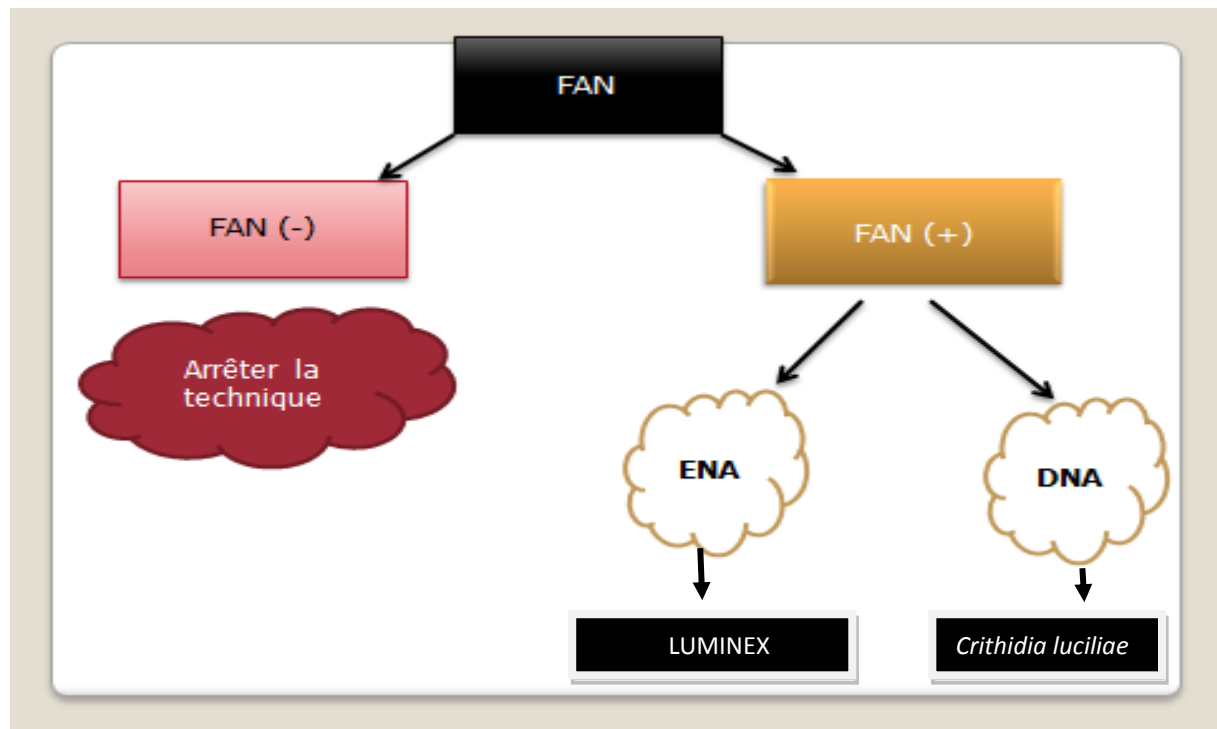 FAN
FAN (-)
FAN (+)
Arrêter la
technique
ENA
DNA
LUMINEX
Crithidia luciliae